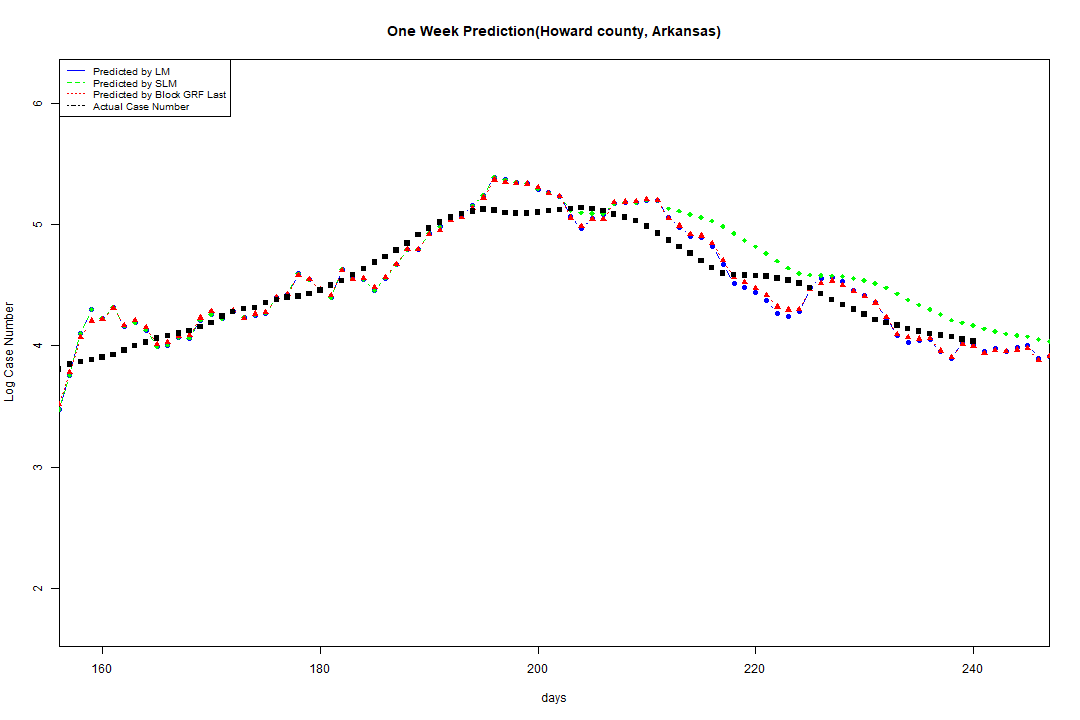 One Week Prediction(Howard county, Arkansas)
Predicted by LM
Predicted by SLM
Predicted by Block GRF Last
Actual Case Number
6
5
4
3
2
Log Case Number
160 180 200 220 240
days